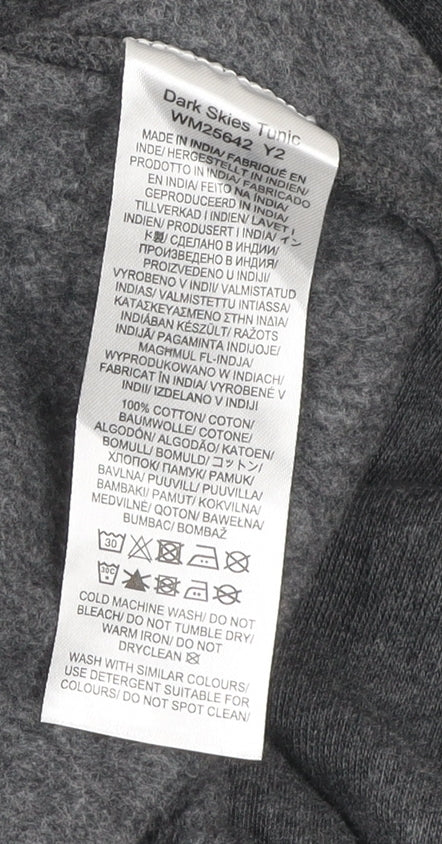 Dark Skies Tunic
WM25642 Y2
MADE IN INDIA/ FABRIQUÉ EN
INDE/ HERGESTELLT IN INDIEN/
PRODOTTO IN INDIA/ FABRICADO
EN INDIA/ FEITO NA ÍNDIA/
GEPRODUCEERD IN INDIA/
TILLVERKAD I INDIEN/ LAVET I
INDIEN/ PRODUSERT I INDIA/ イン
ド製/ СДЕЛАНО В ИНДИИ/
ПРОИЗВЕДЕНО В ИНДИЯ/
PROIZVEDENO U INDIJI/
VYROBENO V INDII/ VALMISTATUD
INDIAS/ VALMISTETTU INTIASSA/
ΚΑΤΑΣΚΕΥΑΣΜΕΝΟ ΣΤΗΝ ΙΝΔΙΑ/
INDIÁBAN KÉSZÜLT/ RAŽOTS
INDIJĀ/ PAGAMINTA INDIJOJE/
MAGĦMUL FL-INDJA/
WYPRODUKOWANO W INDIACH/
FABRICAT ÎN INDIA/ VYROBENÉ V
INDII/ IZDELANO V INDIJI
100% COTTON/ COTON/
BAUMWOLLE/ COTONE/
ALGODÓN/ ALGODÃO/ KATOEN/
BOMULL/ BOMULD/ コットン/
ХЛОПОК/ ПАМУК/ PAMUK/
BAVLNA/ PUUVILL/ PUUVILLA/
ΒΑΜΒΑΚΙ/ PAMUT/ KOKVILNA/
MEDVILNĖ/ QOTON/ BAWEŁNA/
BUMBAC/ BOMBAŽ
30
30C
COLD MACHINE WASH/ DO NOT
BLEACH/ DO NOT TUMBLE DRY/
WARM IRON/ DO NOT
DRYCLEAN
WASH WITH SIMILAR COLOURS/
USE DETERGENT SUITABLE FOR
COLOURS/ DO NOT SPOT CLEAN/